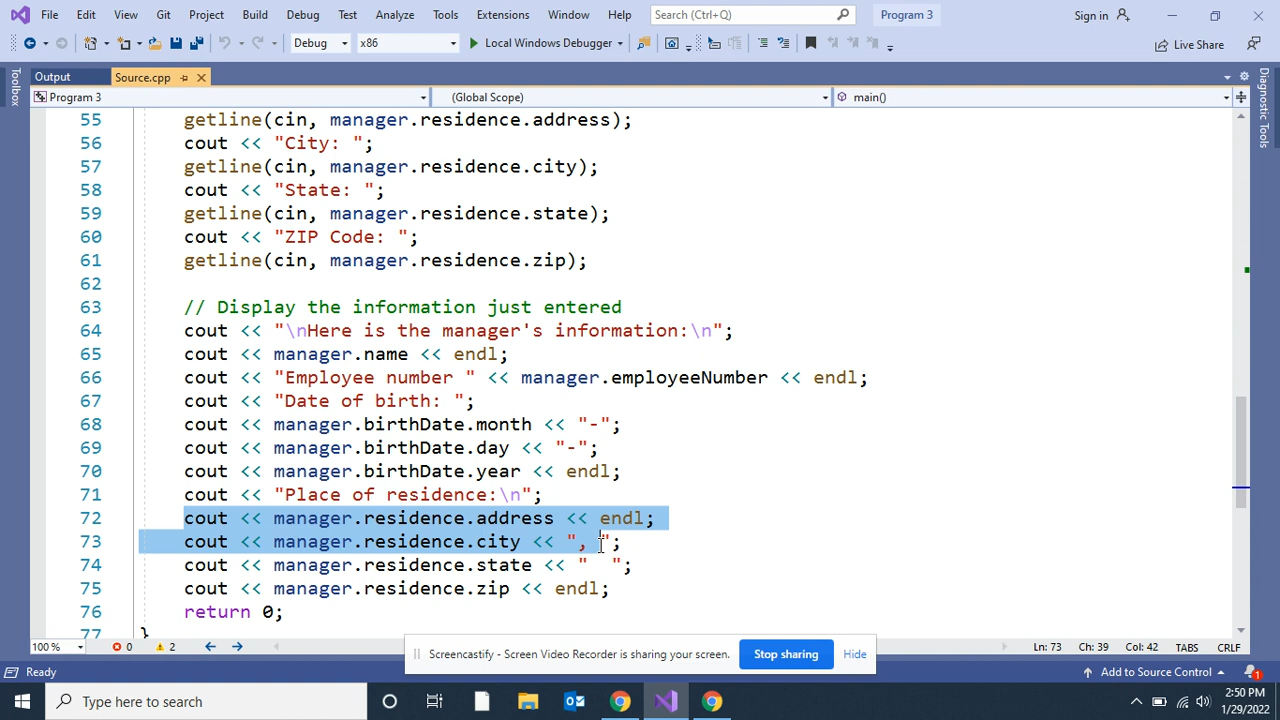 File Edit View Git Project Build Debug Test Analyze Tools Extensions Window Help Search (Ctrl+Q) Program 3 Sign in
Debug x86 Local Windows Debugger Live Share
Toolbox
Output Source.cpp
Diagnostic Tools
Program 3 (Global Scope) main()
55 getline(cin, manager.residence.address);
56 cout << "City: ";
57 getline(cin, manager.residence.city);
58 cout << "State: ";
59 getline(cin, manager.residence.state);
60 cout << "ZIP Code: ";
61 getline(cin, manager.residence.zip);
62
63 // Display the information just entered
64 cout << "\nHere is the manager's information:\n";
65 cout << manager.name << endl;
66 cout << "Employee number " << manager.employeeNumber << endl;
67 cout << "Date of birth: ";
68 cout << manager.birthDate.month << "-";
69 cout << manager.birthDate.day << "-";
70 cout << manager.birthDate.year << endl;
71 cout << "Place of residence:\n";
72 cout << manager.residence.address << endl;
73 cout << manager.residence.city << ", ";
74 cout << manager.residence.state << "  ";
75 cout << manager.residence.zip << endl;
76 return 0;
77 }
100 % 0 2 Ln: 73 Ch: 39 Col: 42 TABS CRLF
Screencastify - Screen Video Recorder is sharing your screen. Stop sharing Hide
Ready Add to Source Control 1
Type here to search
2:50 PM
1/29/2022